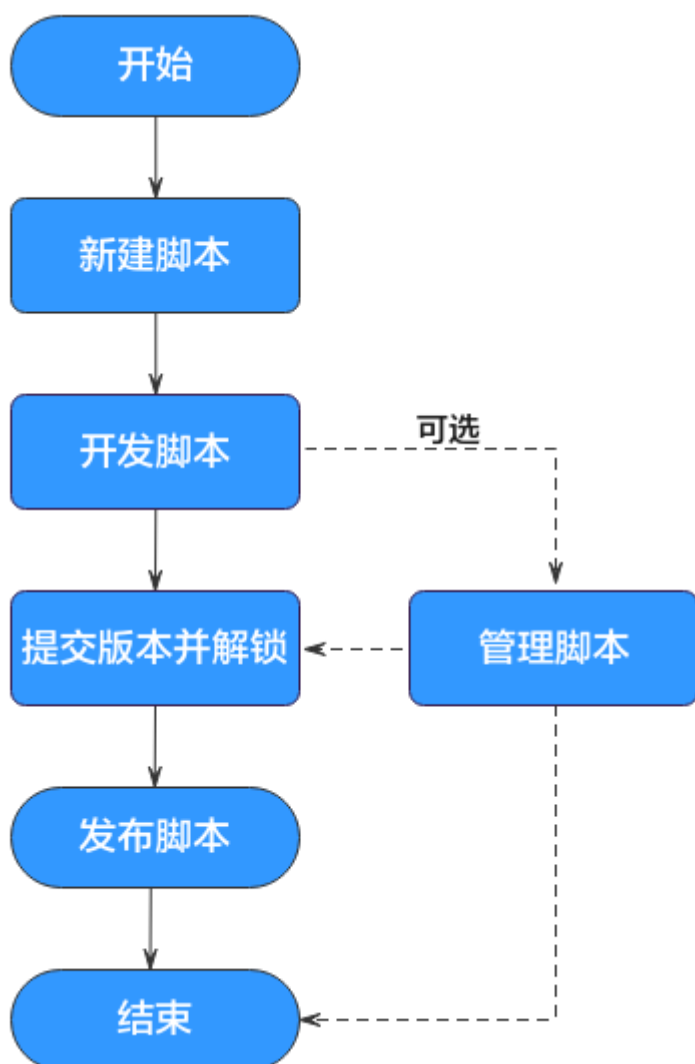 开始
新建脚本
开发脚本
可选
提交版本并解锁
管理脚本
发布脚本
结束